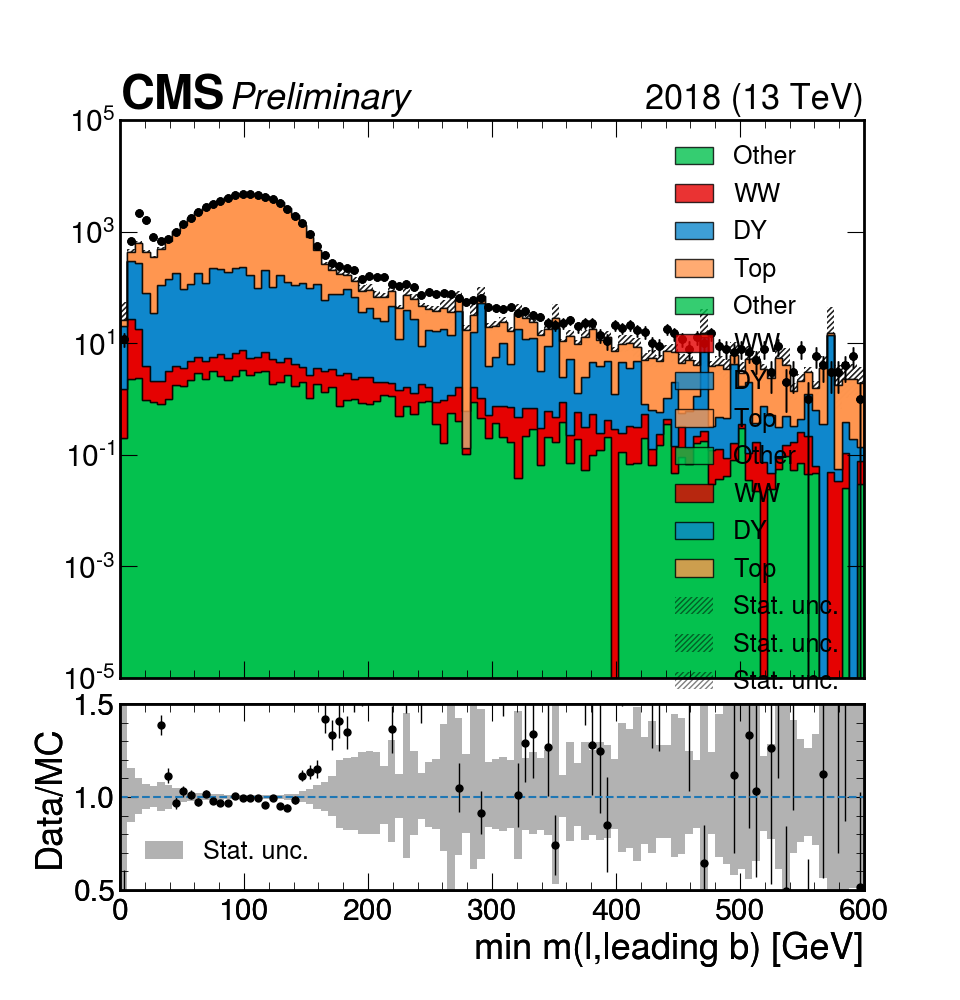 CMS Preliminary 2018 (13 TeV)
10^5
10^3
10^1
10^-1
10^-3
10^-5
Other
WW
DY
Top
Other
WW
DY
Top
Other
WW
DY
Top
Stat. unc.
Stat. unc.
Stat. unc.
1.5
1.0
0.5
Data/MC
Stat. unc.
0 100 200 300 400 500 600
min m(l,leading b) [GeV]